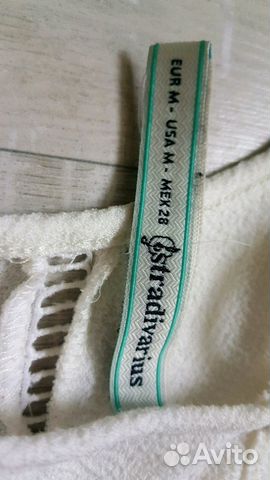 EUR M - USA M - MEX 28
stradivarius
Avito